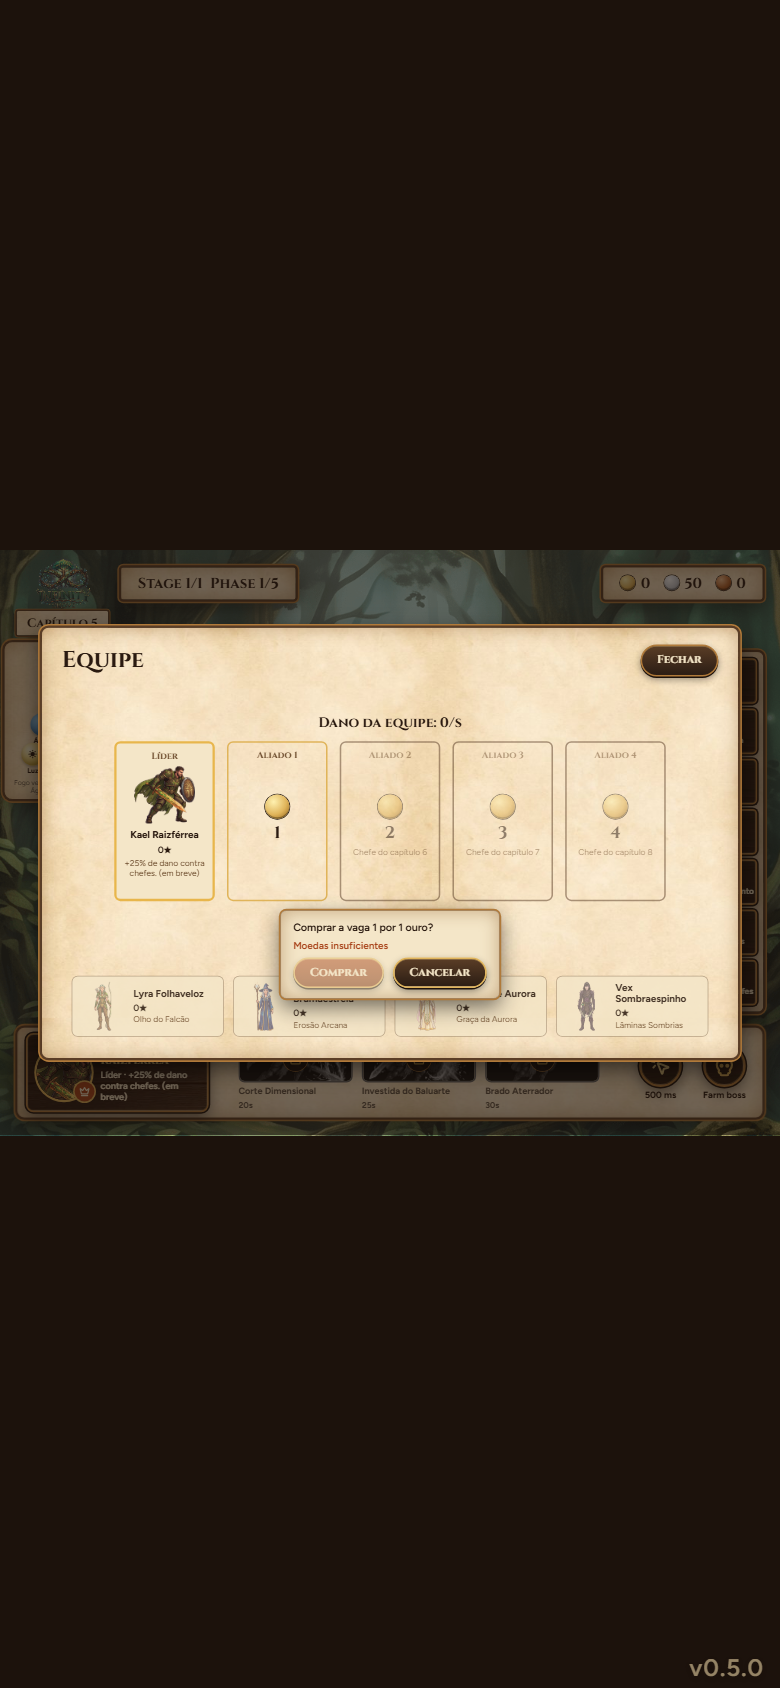 Stage 1/1 Phase 1/5
0 50 0
Capítulo 5
Equipe
Fechar
Dano da equipe: 0/s
Líder
Kael Raizférrea
0★
+25% de dano contra
chefes. (em breve)
Aliado 1
1
Aliado 2
2
Chefe do capítulo 6
Aliado 3
3
Chefe do capítulo 7
Aliado 4
4
Chefe do capítulo 8
Comprar a vaga 1 por 1 ouro?
Moedas insuficientes
Comprar
Cancelar
Lyra Folhaveloz
0★
Olho do Falcão
0★
Erosão Arcana
Aurora
0★
Graça da Aurora
Vex
Sombraespinho
0★
Lâminas Sombrias
Líder · +25% de dano
contra chefes. (em
breve)
Corte Dimensional
20s
Investida do Baluarte
25s
Brado Aterrador
30s
500 ms
Farm boss
v0.5.0